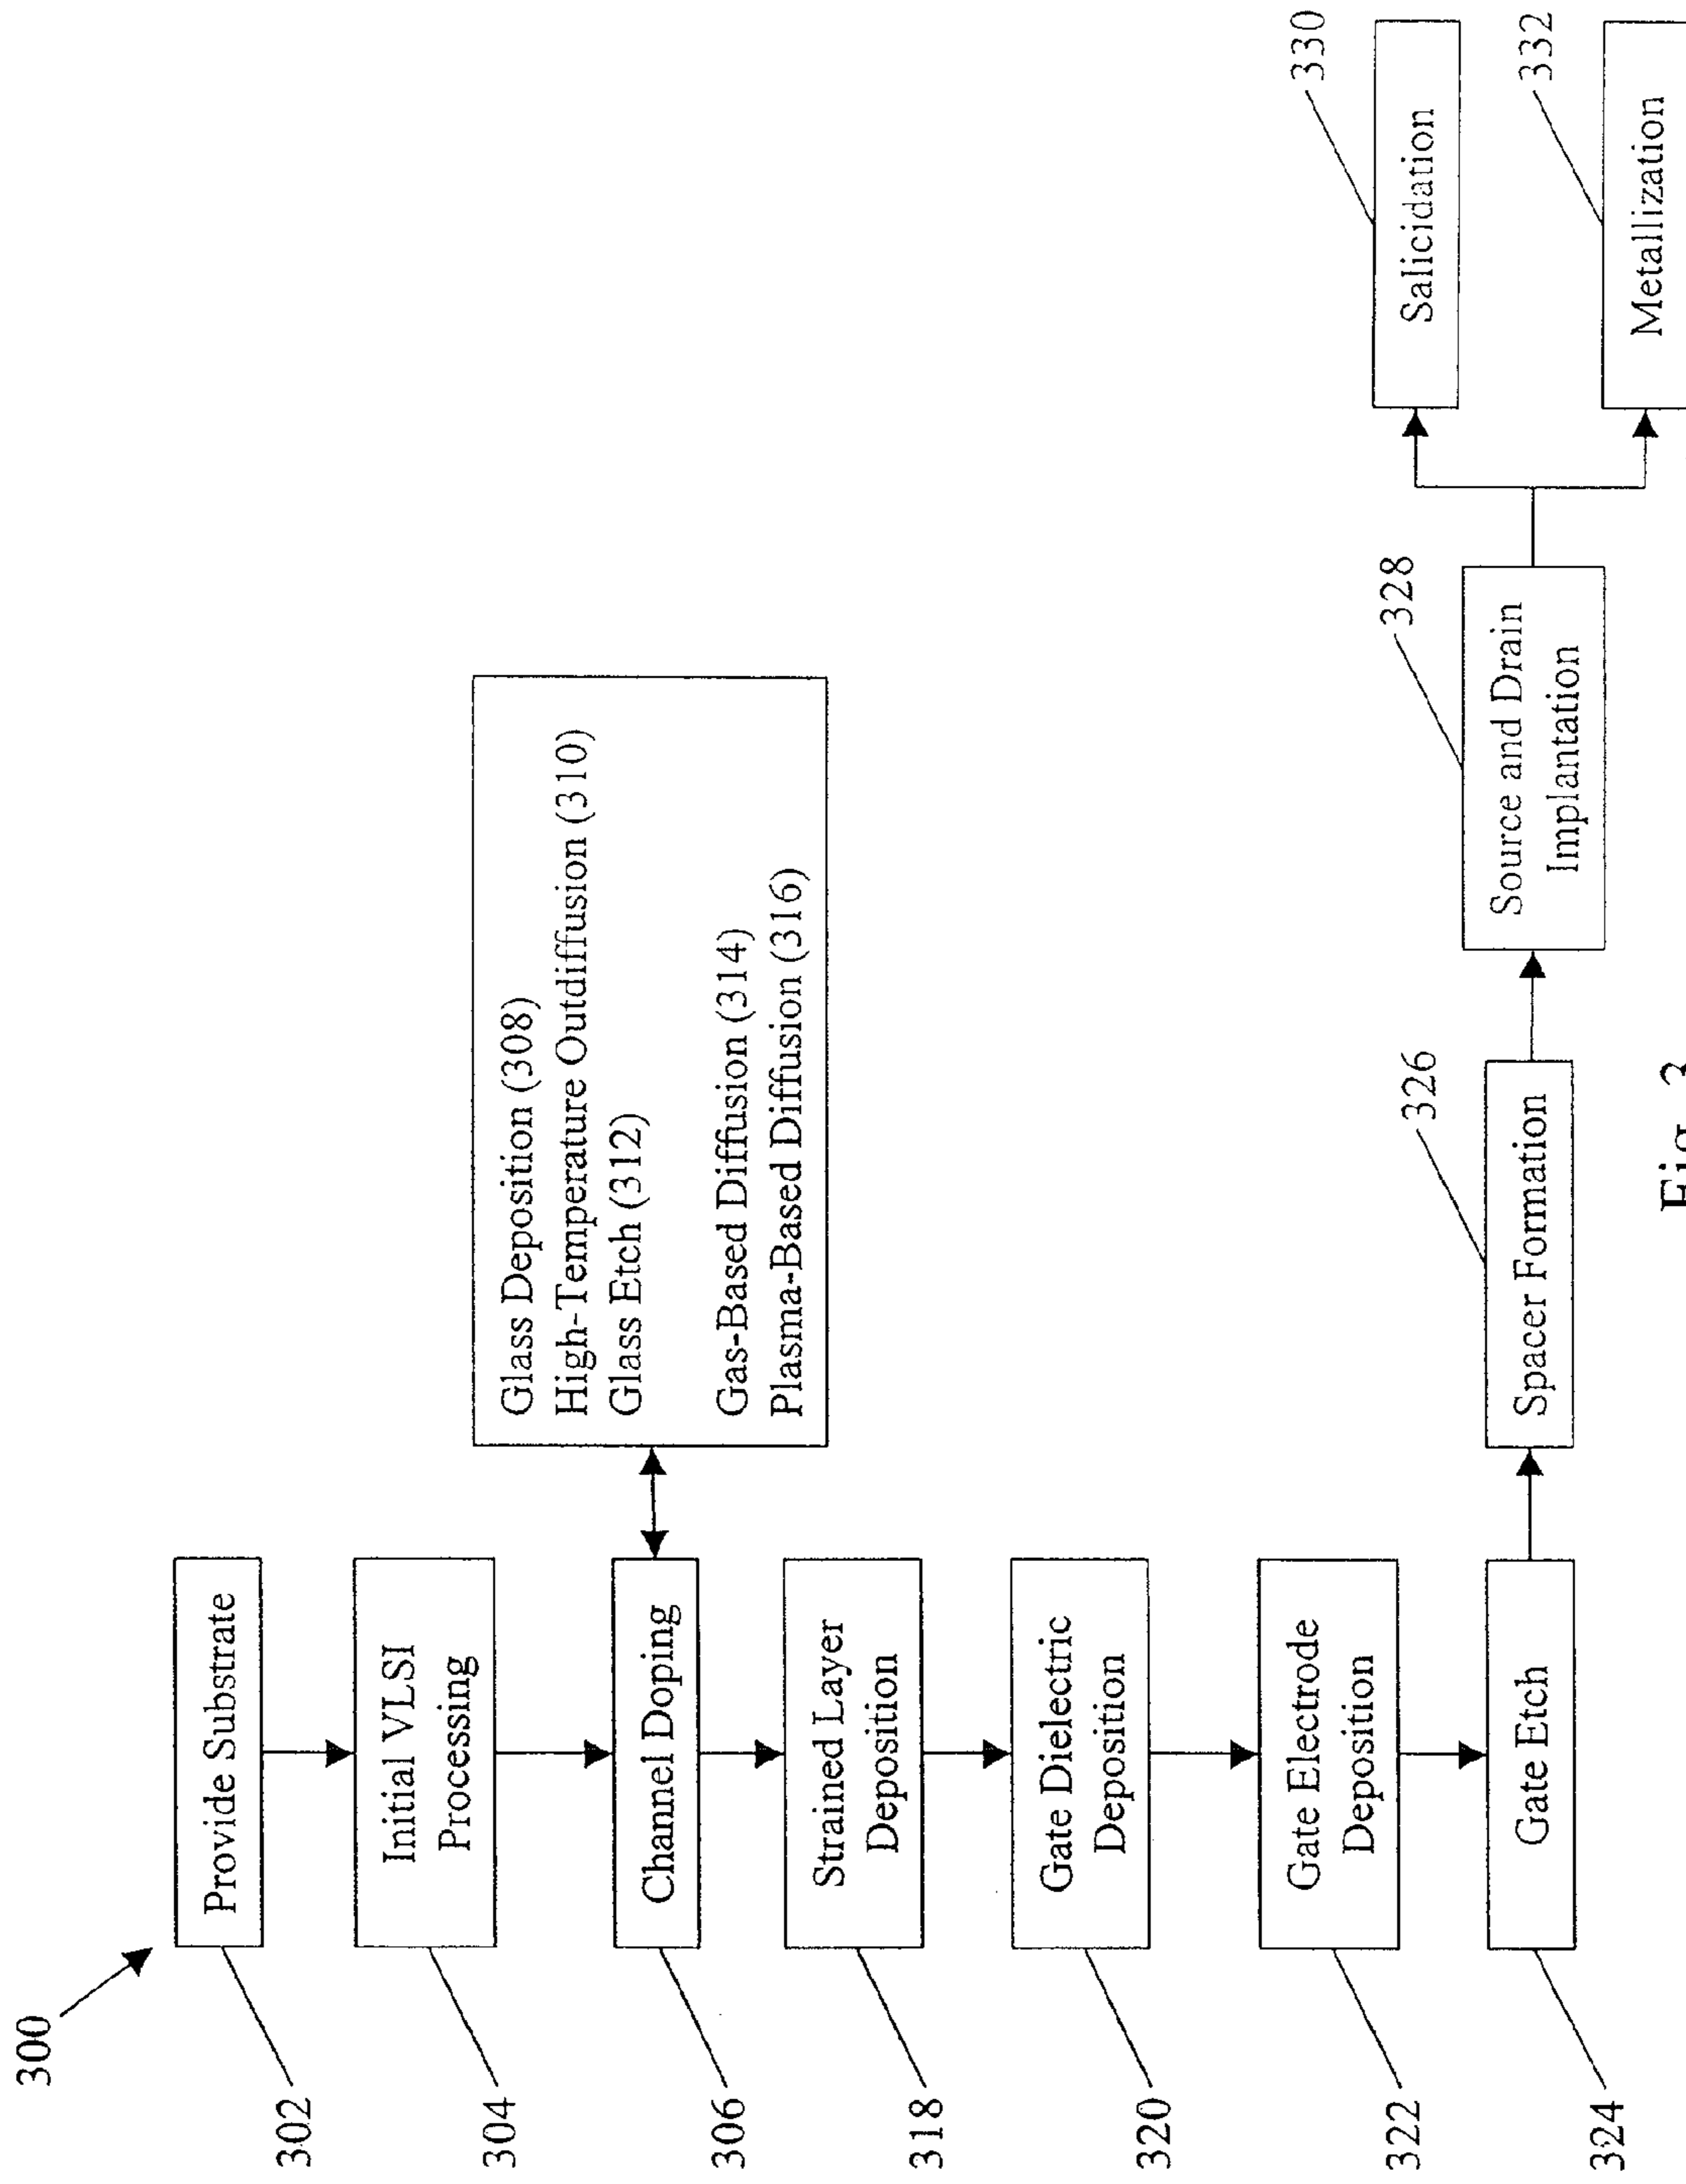 300
302
Provide Substrate
304
Initial VLSI
Processing
306
Channel Doping
Glass Deposition (308)
High-Temperature Outdiffusion (310)
Glass Etch (312)
Gas-Based Diffusion (314)
Plasma-Based Diffusion (316)
318
Strained Layer
Deposition
320
Gate Dielectric
Deposition
322
Gate Electrode
Deposition
324
Gate Etch
326
Spacer Formation
328
Source and Drain
Implantation
330
Salicidation
332
Metallization
Fig. 3